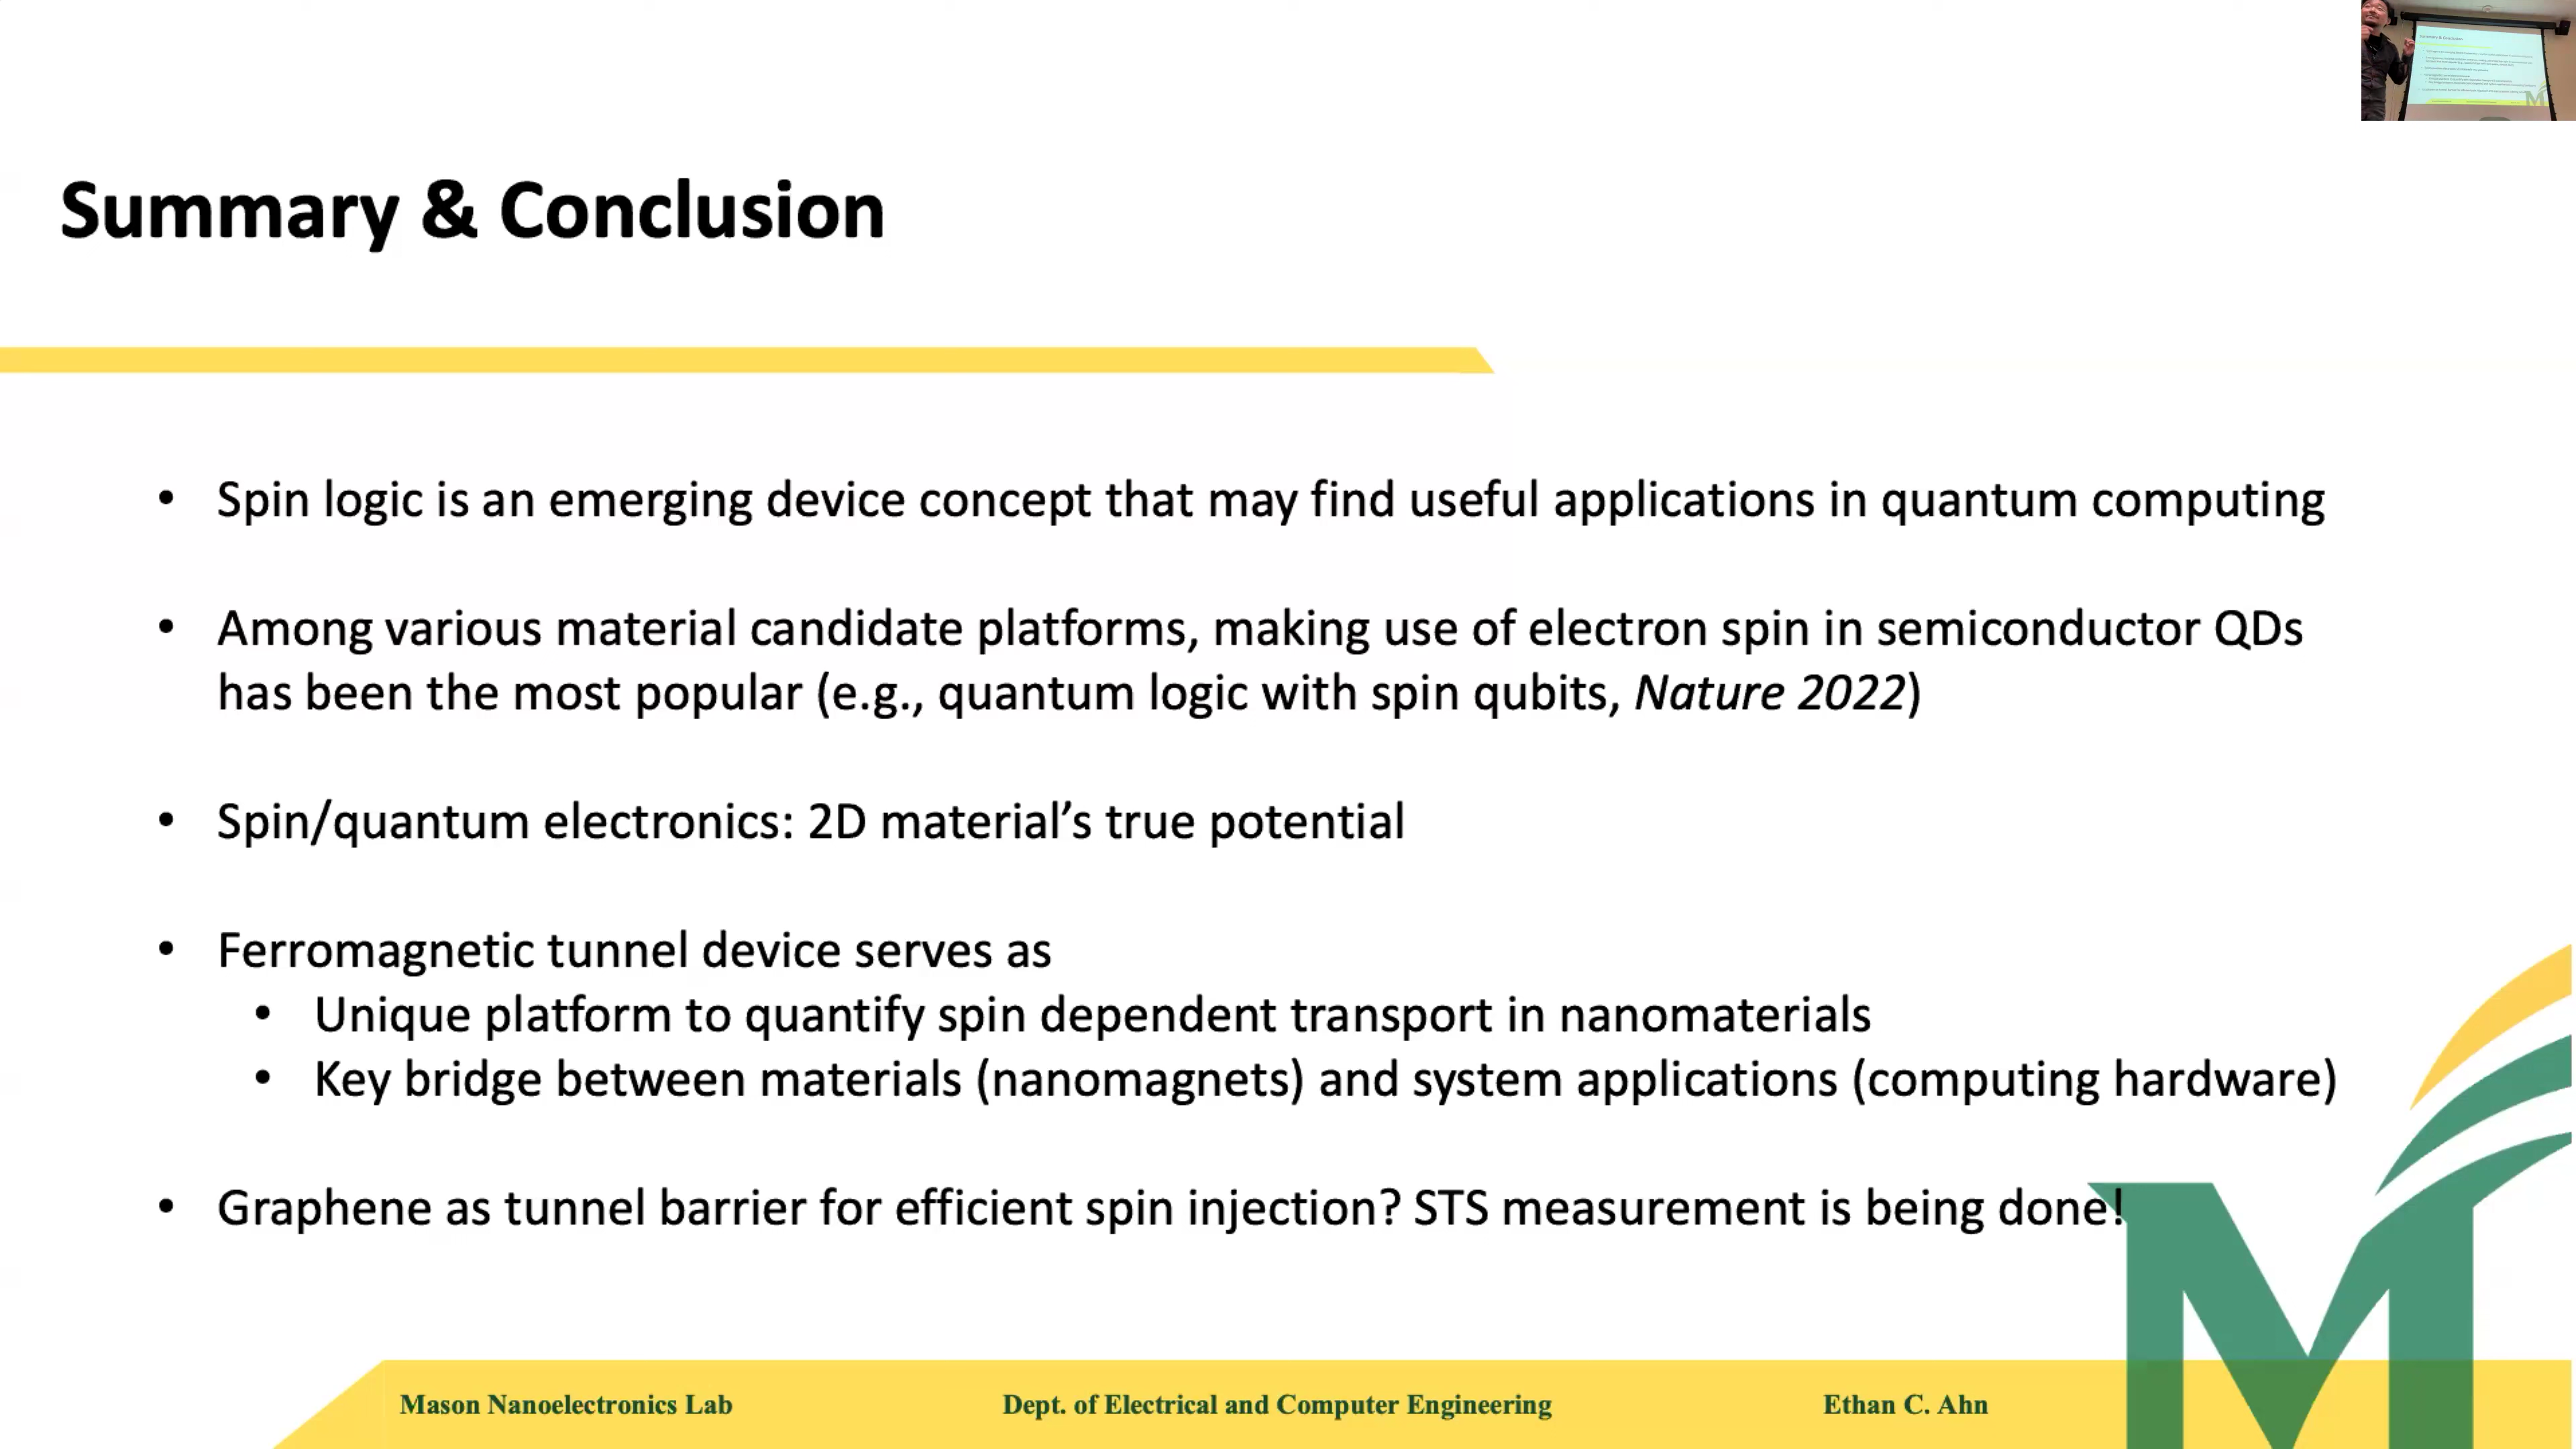 Summary & Conclusion
• Spin logic is an emerging device concept that may find useful applications in quantum computing
• Among various material candidate platforms, making use of electron spin in semiconductor QDs
has been the most popular (e.g., quantum logic with spin qubits, Nature 2022)
• Spin/quantum electronics: 2D material’s true potential
• Ferromagnetic tunnel device serves as
• Unique platform to quantify spin dependent transport in nanomaterials
• Key bridge between materials (nanomagnets) and system applications (computing hardware)
• Graphene as tunnel barrier for efficient spin injection? STS measurement is being done!
Mason Nanoelectronics Lab
Dept. of Electrical and Computer Engineering
Ethan C. Ahn
M